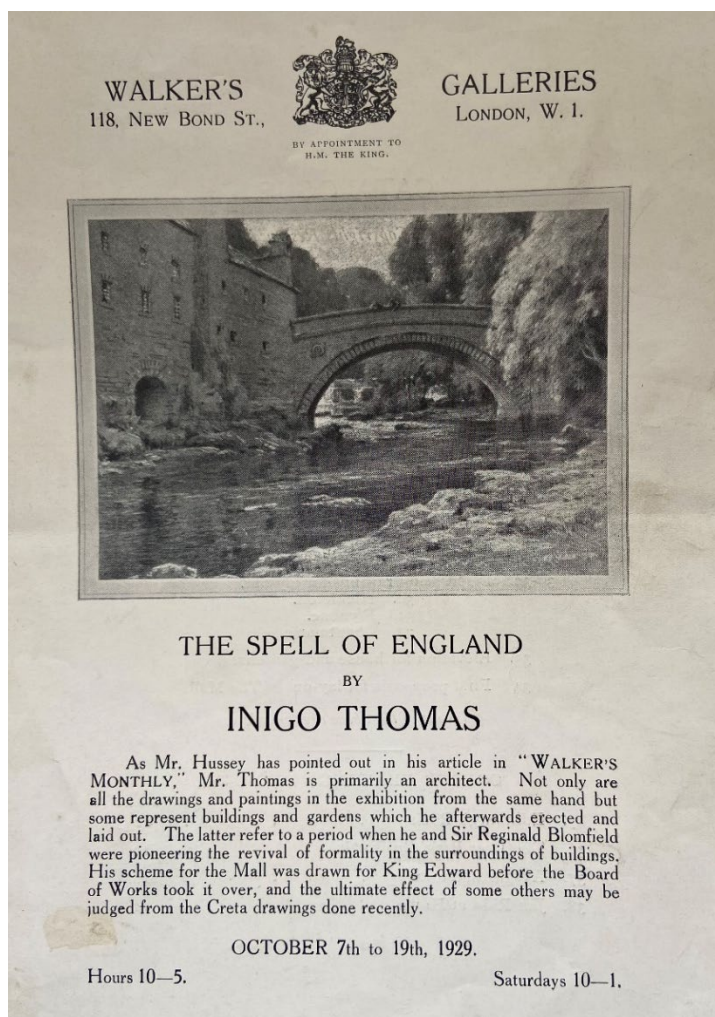 WALKER'S
118, NEW BOND ST.,
GALLERIES
LONDON, W. 1.
BY APPOINTMENT TO
H.M. THE KING.
THE SPELL OF ENGLAND
BY
INIGO THOMAS
As Mr. Hussey has pointed out in his article in "WALKER'S
MONTHLY," Mr. Thomas is primarily an architect. Not only are
all the drawings and paintings in the exhibition from the same hand but
some represent buildings and gardens which he afterwards erected and
laid out. The latter refer to a period when he and Sir Reginald Blomfield
were pioneering the revival of formality in the surroundings of buildings.
His scheme for the Mall was drawn for King Edward before the Board
of Works took it over, and the ultimate effect of some others may be
judged from the Creta drawings done recently.
OCTOBER 7th to 19th, 1929.
Hours 10—5.
Saturdays 10—1.